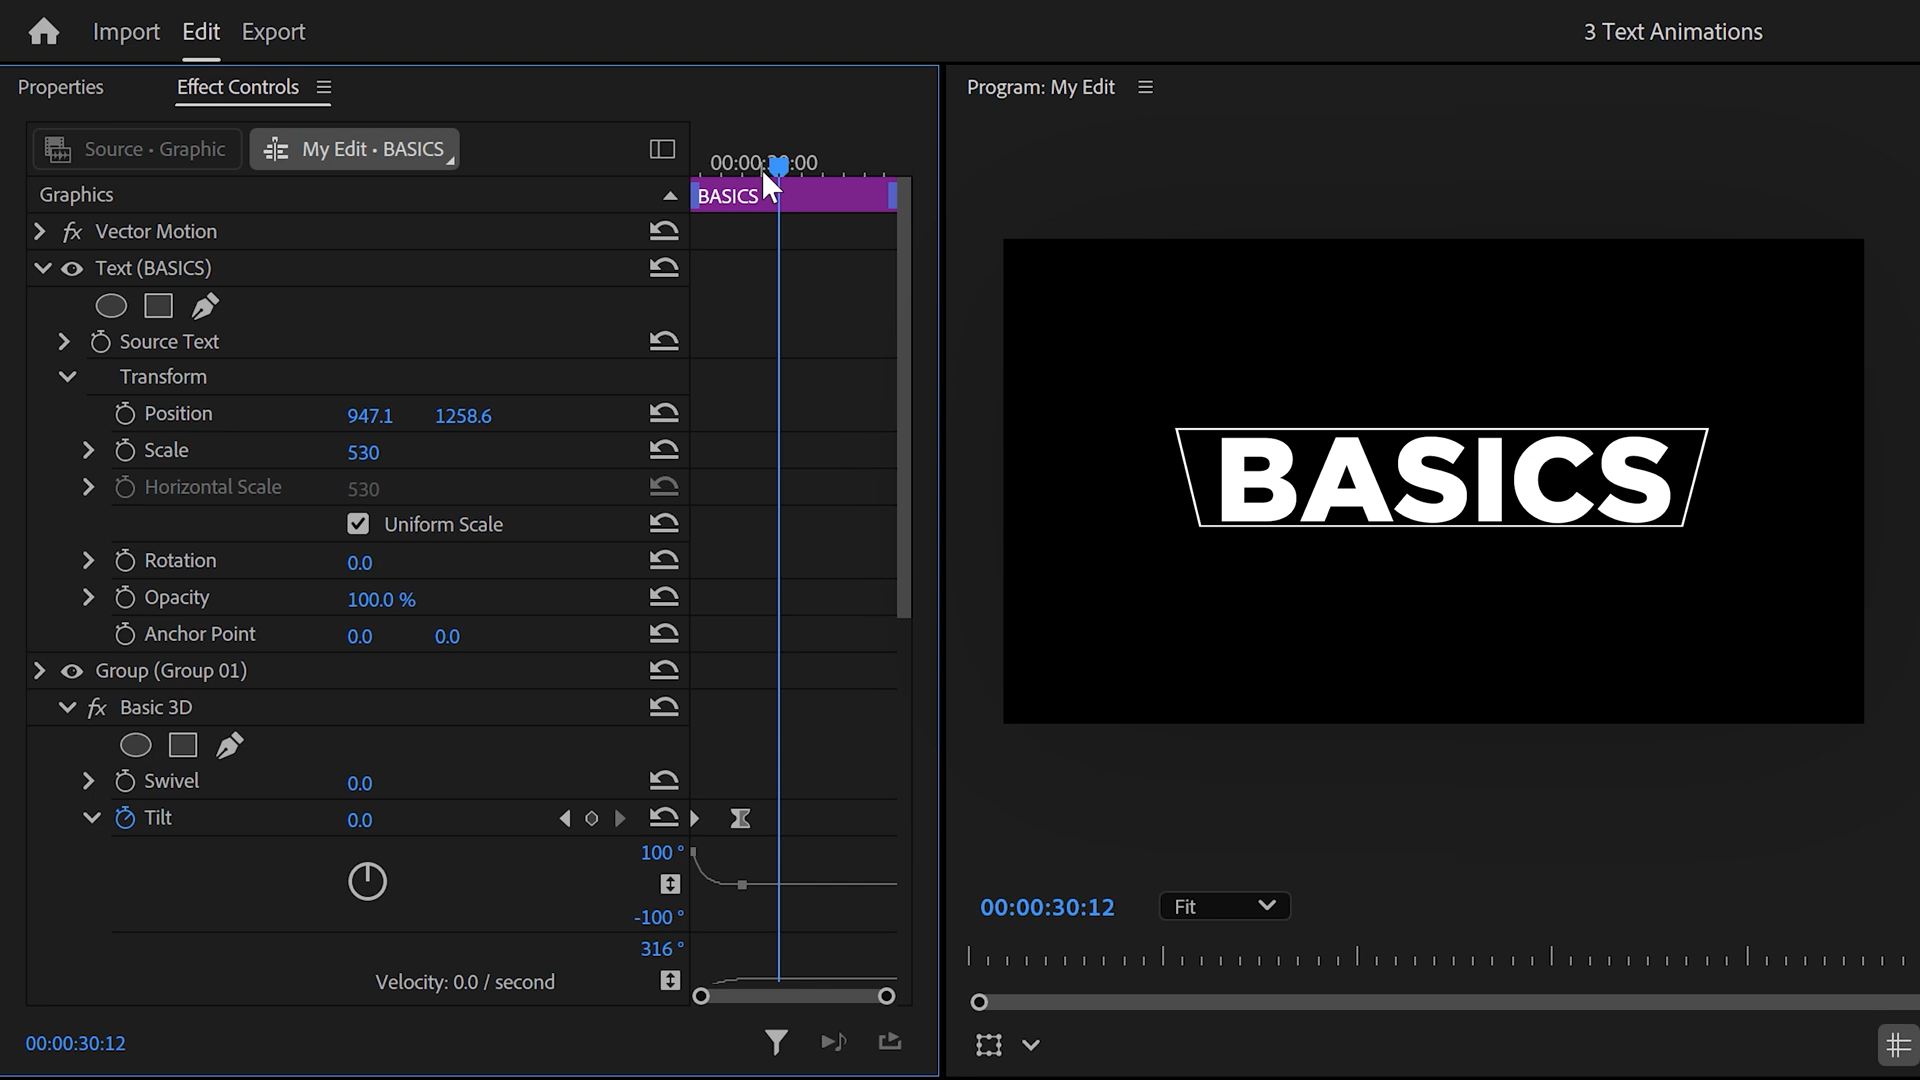 Import Edit Export
3 Text Animations
Properties Effect Controls
Program: My Edit
Source • Graphic
My Edit • BASICS
Graphics
BASICS
fx Vector Motion
Text (BASICS)
Source Text
Transform
Position 947.1 1258.6
Scale 530
Horizontal Scale 530
Uniform Scale
Rotation 0.0
Opacity 100.0 %
Anchor Point 0.0 0.0
Group (Group 01)
fx Basic 3D
Swivel 0.0
Tilt 0.0
100 °
-100 °
316 °
Velocity: 0.0 / second
00:00:30:12
BASICS
00:00:30:12
Fit